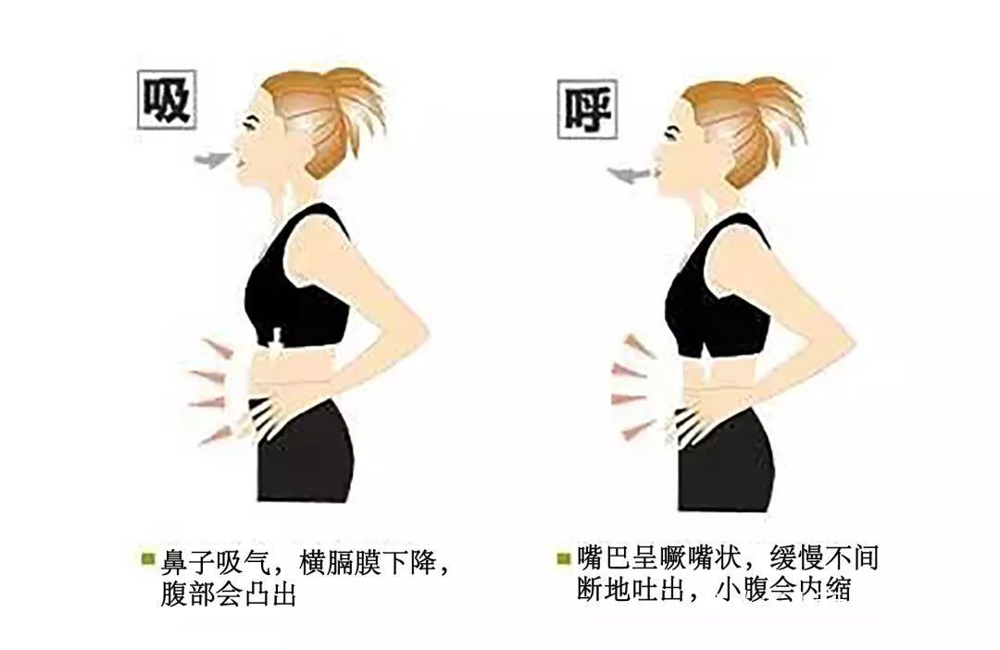 吸
呼
鼻子吸气，横膈膜下降，
腹部会凸出
嘴巴呈噘嘴状，缓慢不间
断地吐出，小腹会内缩